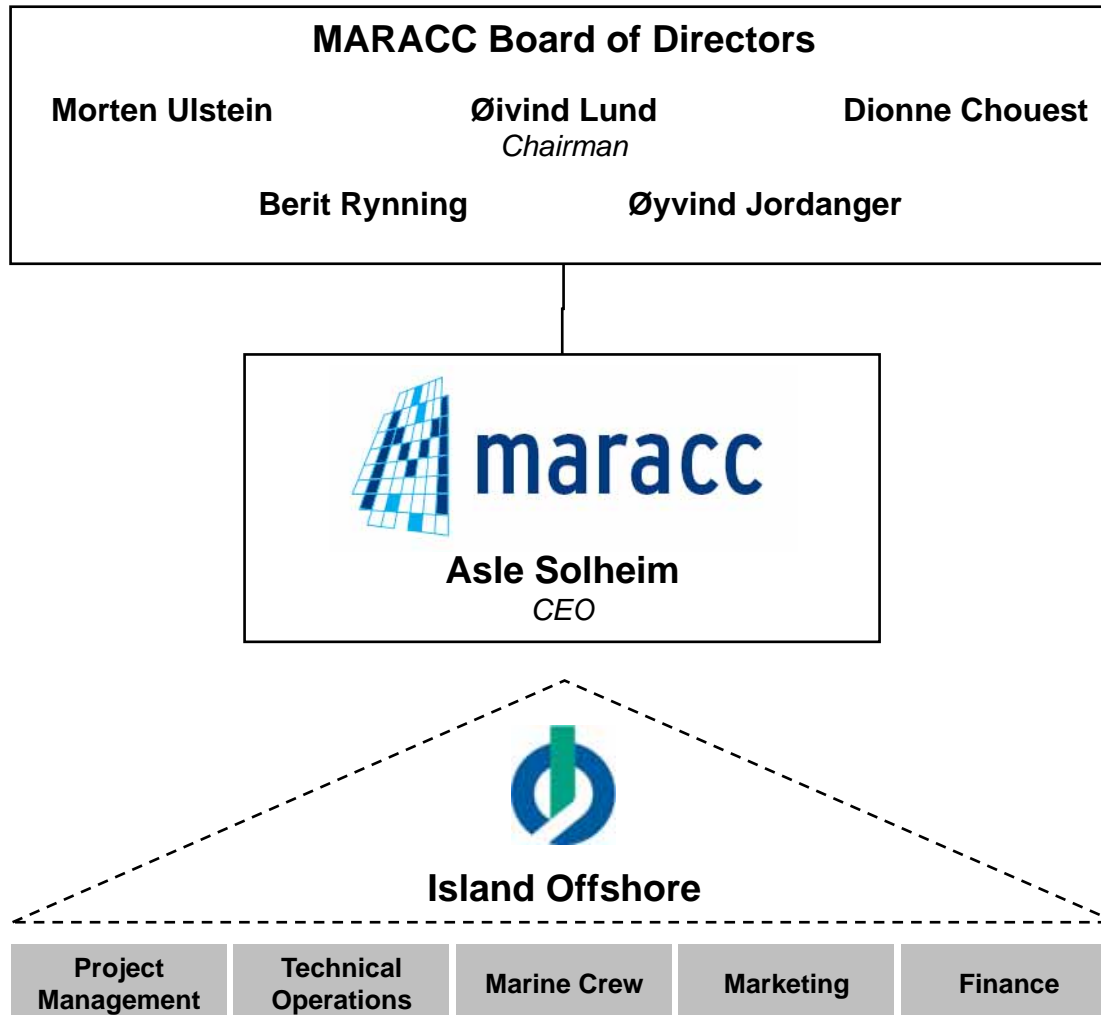 MARACC Board of Directors
Morten Ulstein Øivind Lund Dionne Chouest
Chairman
Berit Rynning Øyvind Jordanger
maracc
Asle Solheim
CEO
Island Offshore
Project Technical Marine Crew Marketing Finance
Management Operations